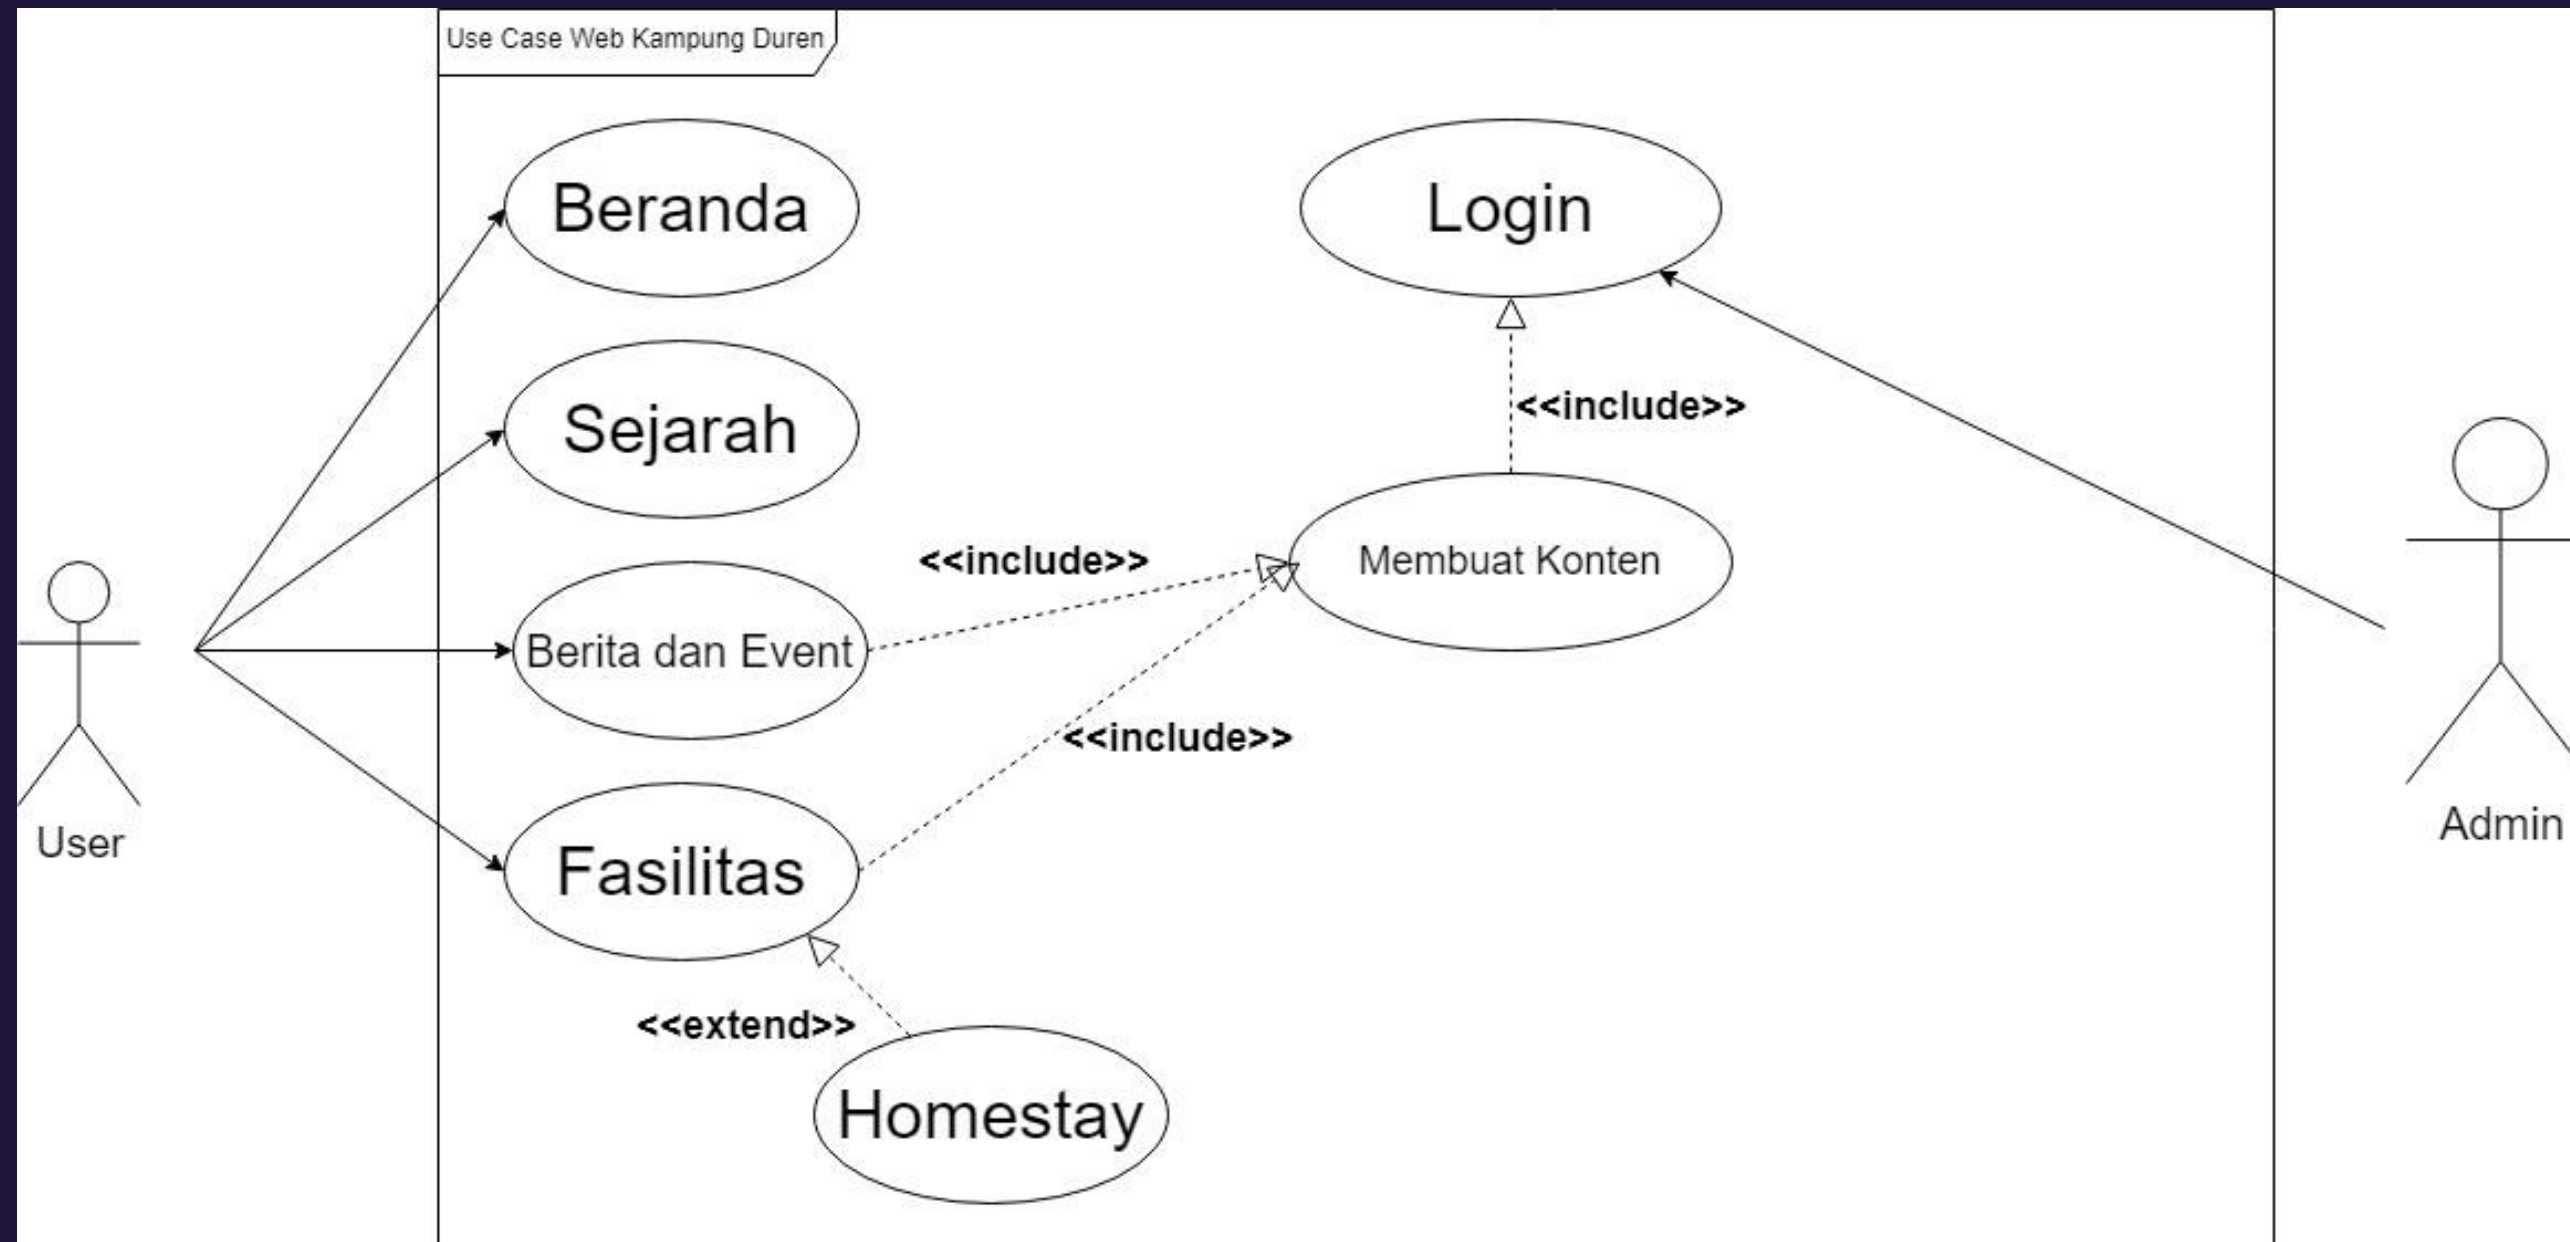 Use Case Web Kampung Duren
Beranda
Login
Sejarah
<<include>>
<<include>>
Membuat Konten
Berita dan Event
<<include>>
User
Fasilitas
Admin
<<extend>>
Homestay